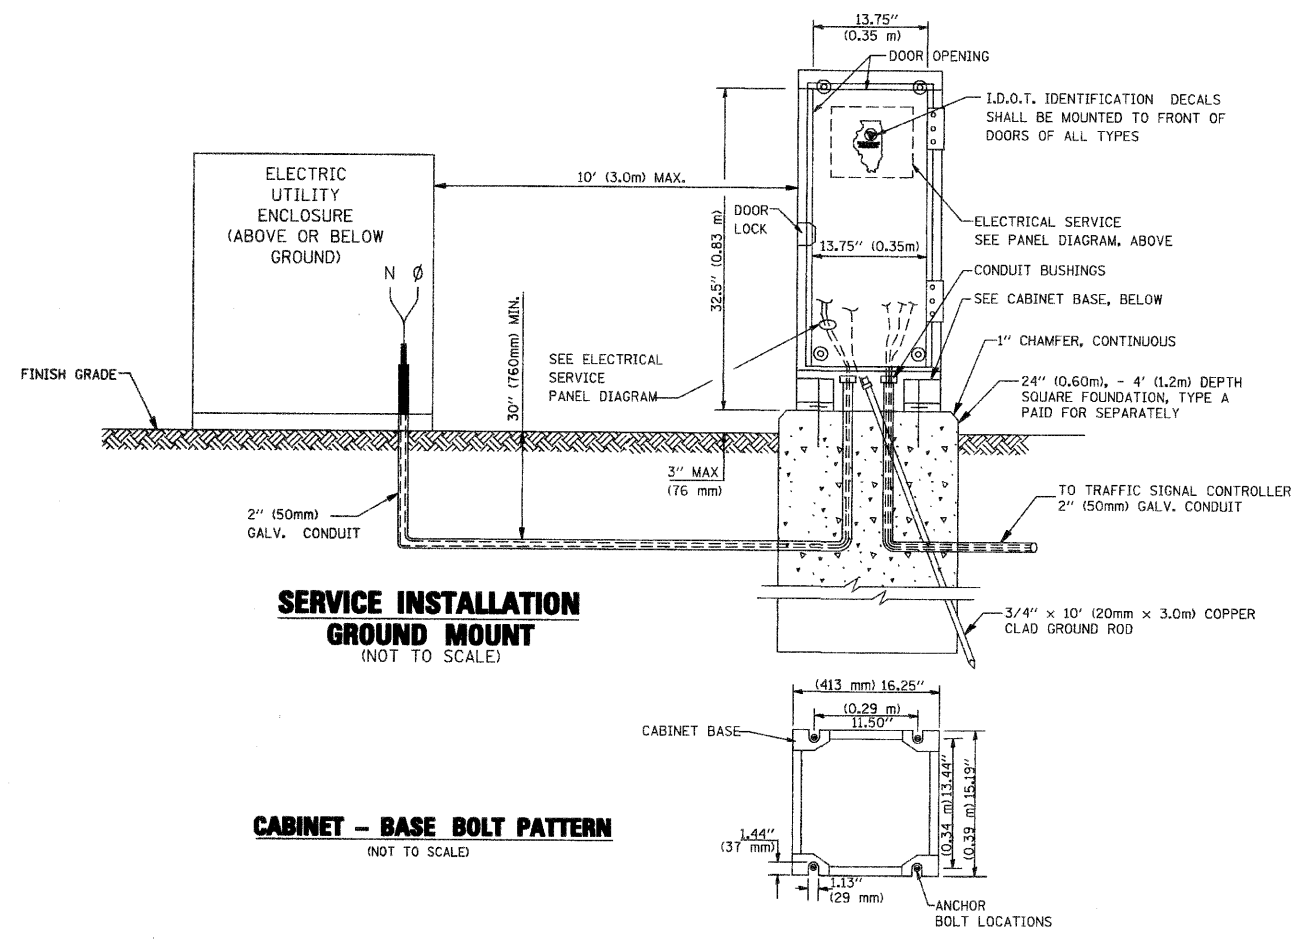 13.75"
(0.35 m)
DOOR OPENING
I.D.O.T. IDENTIFICATION DECALS
SHALL BE MOUNTED TO FRONT OF
DOORS OF ALL TYPES
ELECTRIC
UTILITY
ENCLOSURE
(ABOVE OR BELOW
GROUND)
10' (3.0m) MAX.
DOOR
LOCK
32.5" (0.83 m)
13.75" (0.35m)
ELECTRICAL SERVICE
SEE PANEL DIAGRAM, ABOVE
CONDUIT BUSHINGS
SEE CABINET BASE, BELOW
N Ø
30" (760mm) MIN.
SEE ELECTRICAL
SERVICE
PANEL DIAGRAM
1" CHAMFER, CONTINUOUS
24" (0.60m), - 4' (1.2m) DEPTH
SQUARE FOUNDATION, TYPE A
PAID FOR SEPARATELY
FINISH GRADE
3" MAX
(76 mm)
2" (50mm)
GALV. CONDUIT
TO TRAFFIC SIGNAL CONTROLLER
2" (50mm) GALV. CONDUIT
SERVICE INSTALLATION
GROUND MOUNT
(NOT TO SCALE)
3/4" × 10' (20mm × 3.0m) COPPER
CLAD GROUND ROD
(413 mm) 16.25"
(0.29 m)
11.50"
CABINET BASE
(0.34 m) 13.44"
(0.39 m) 15.19"
CABINET - BASE BOLT PATTERN
(NOT TO SCALE)
1.44"
(37 mm)
1.13"
(29 mm)
ANCHOR
BOLT LOCATIONS